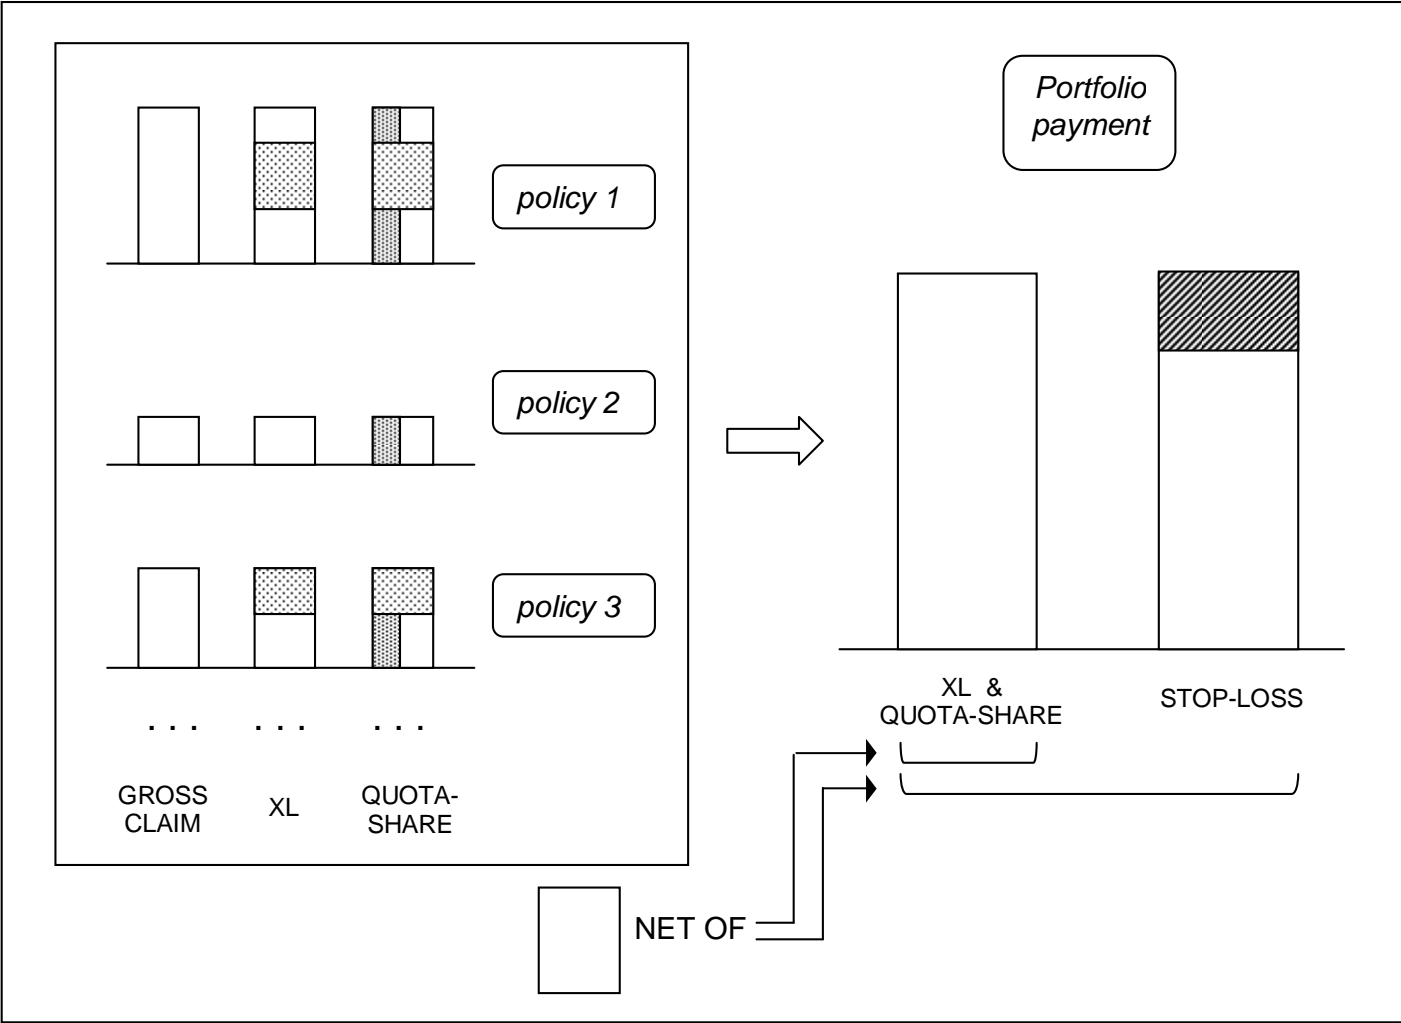 Portfolio
payment
policy 1
policy 2
policy 3
. . . . . . . . .
GROSS
CLAIM
XL
QUOTA-
SHARE
XL &
QUOTA-SHARE
STOP-LOSS
NET OF